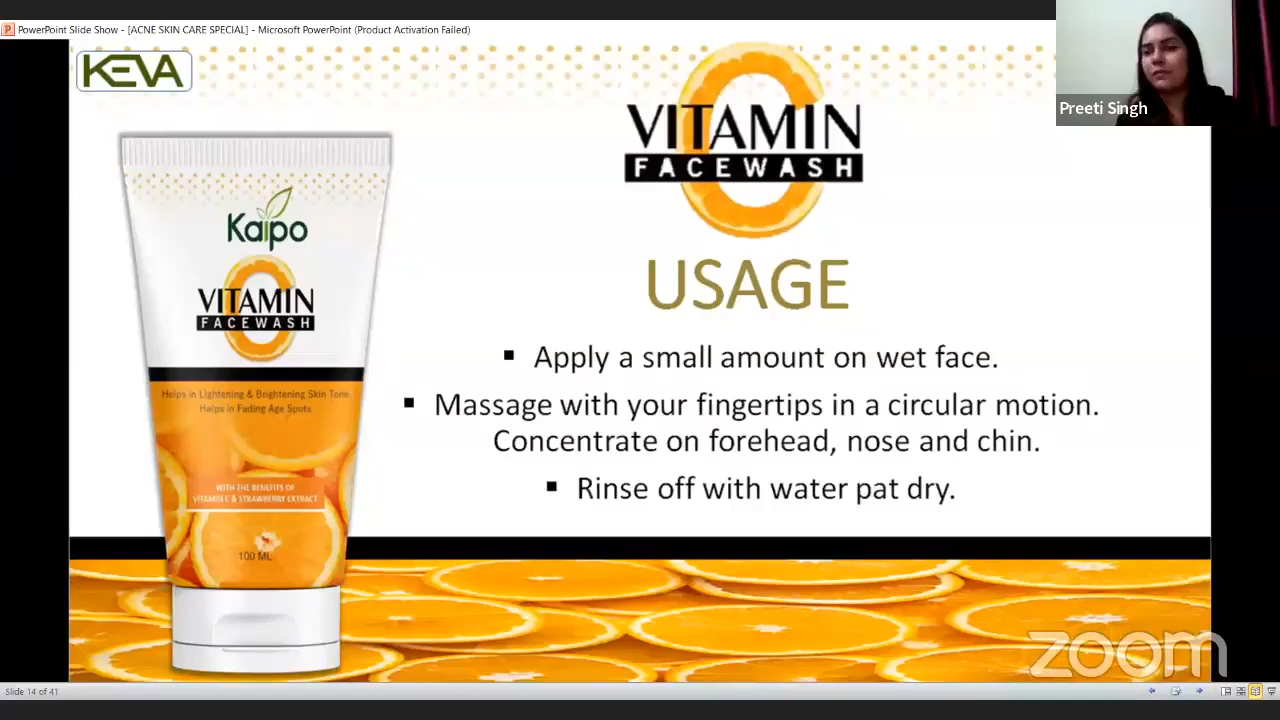 PowerPoint Slide Show - [ACNE SKIN CARE SPECIAL] - Microsoft PowerPoint (Product Activation Failed)
Preeti Singh
KEVA
VITAMIN
FACEWASH
USAGE
▪ Apply a small amount on wet face.
▪ Massage with your fingertips in a circular motion.
Concentrate on forehead, nose and chin.
▪ Rinse off with water pat dry.
Kaipo
VITAMIN
FACEWASH
Helps in Lightening & Brightening Skin Tone
Helps in Fading Age Spots
WITH THE BENEFITS OF
VITAMIN E & STRAWBERRY EXTRACT
100 ML
zoom
Slide 14 of 41